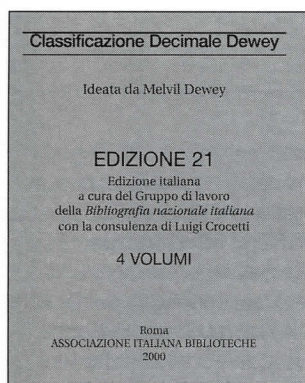 Classificazione Decimale Dewey
Ideata da Melvil Dewey
EDIZIONE 21
Edizione italiana
a cura del Gruppo di lavoro
della Bibliografia nazionale italiana
con la consulenza di Luigi Crocetti
4 VOLUMI
Roma
ASSOCIAZIONE ITALIANA BIBLIOTECHE
2000